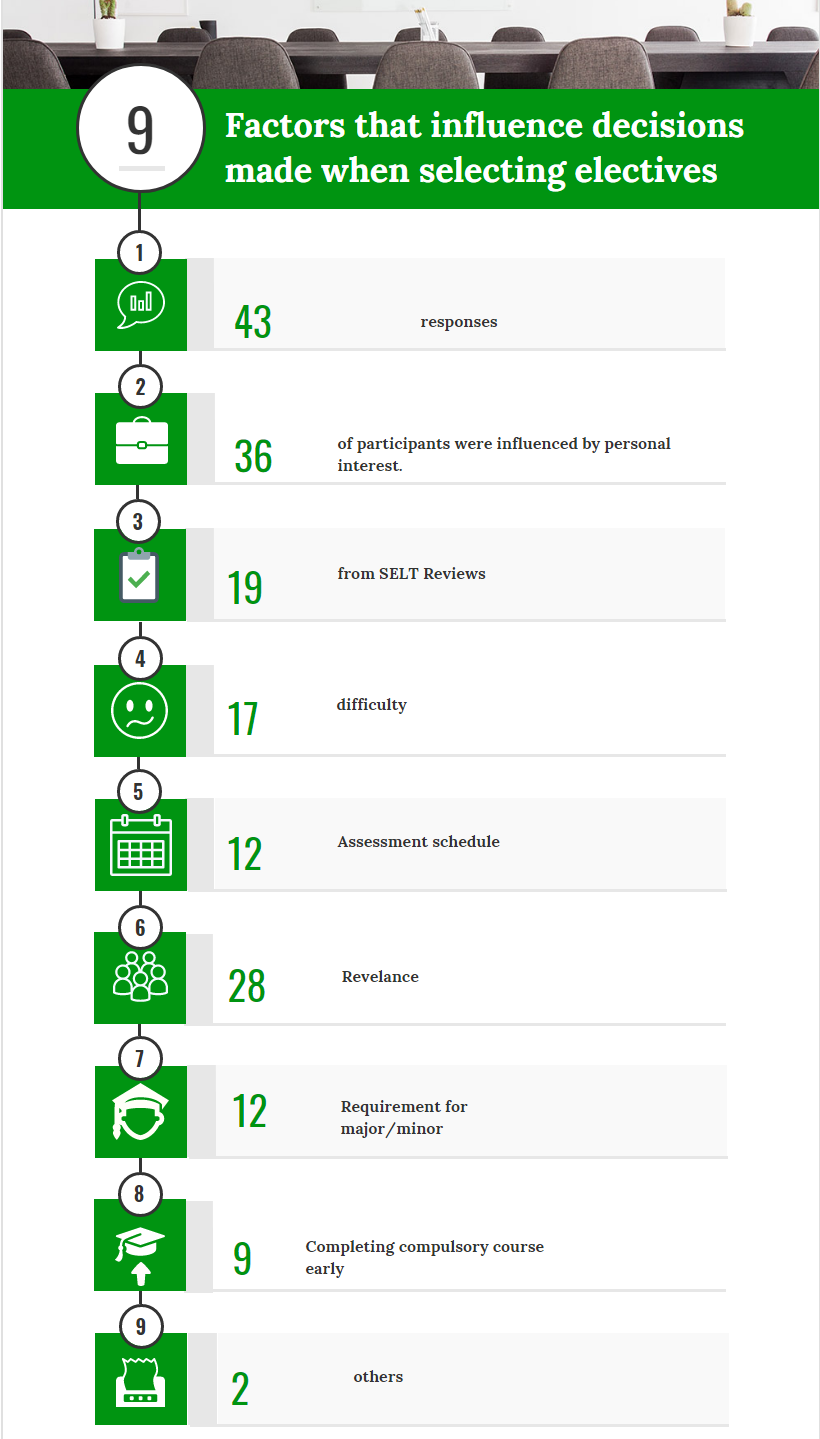 9
Factors that influence decisions
made when selecting electives
1
43
responses
2
36
of participants were influenced by personal
interest.
3
19
from SELT Reviews
4
17
difficulty
5
12
Assessment schedule
6
28
Revelance
7
12
Requirement for
major/minor
8
9
Completing compulsory course
early
9
2
others